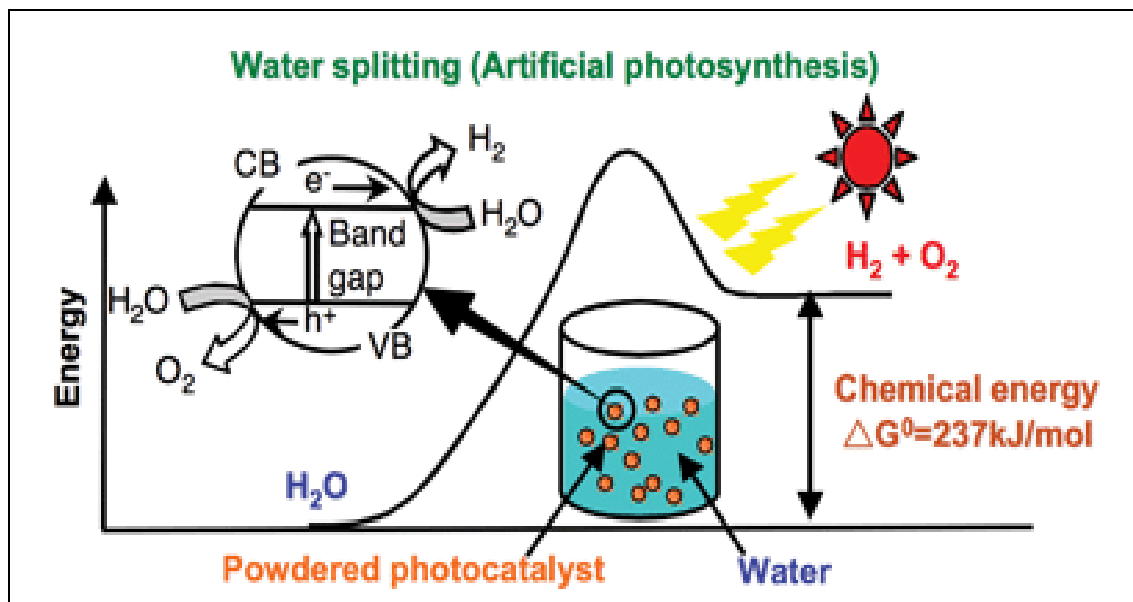 Water splitting (Artificial photosynthesis)
CB
e⁻
H₂
H₂O
Band
gap
H₂O
h⁺
VB
O₂
Energy
H₂ + O₂
Chemical energy
△G⁰=237kJ/mol
H₂O
Powdered photocatalyst
Water